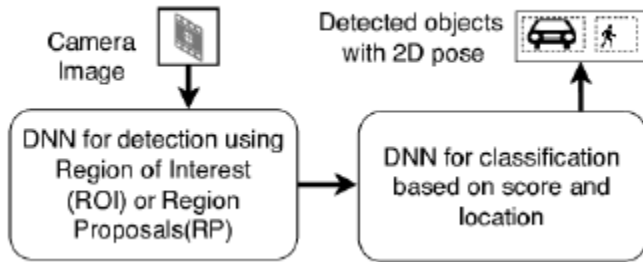 Camera
Image
Detected objects
with 2D pose
DNN for detection using
Region of Interest
(ROI) or Region
Proposals(RP)
DNN for classification
based on score and
location